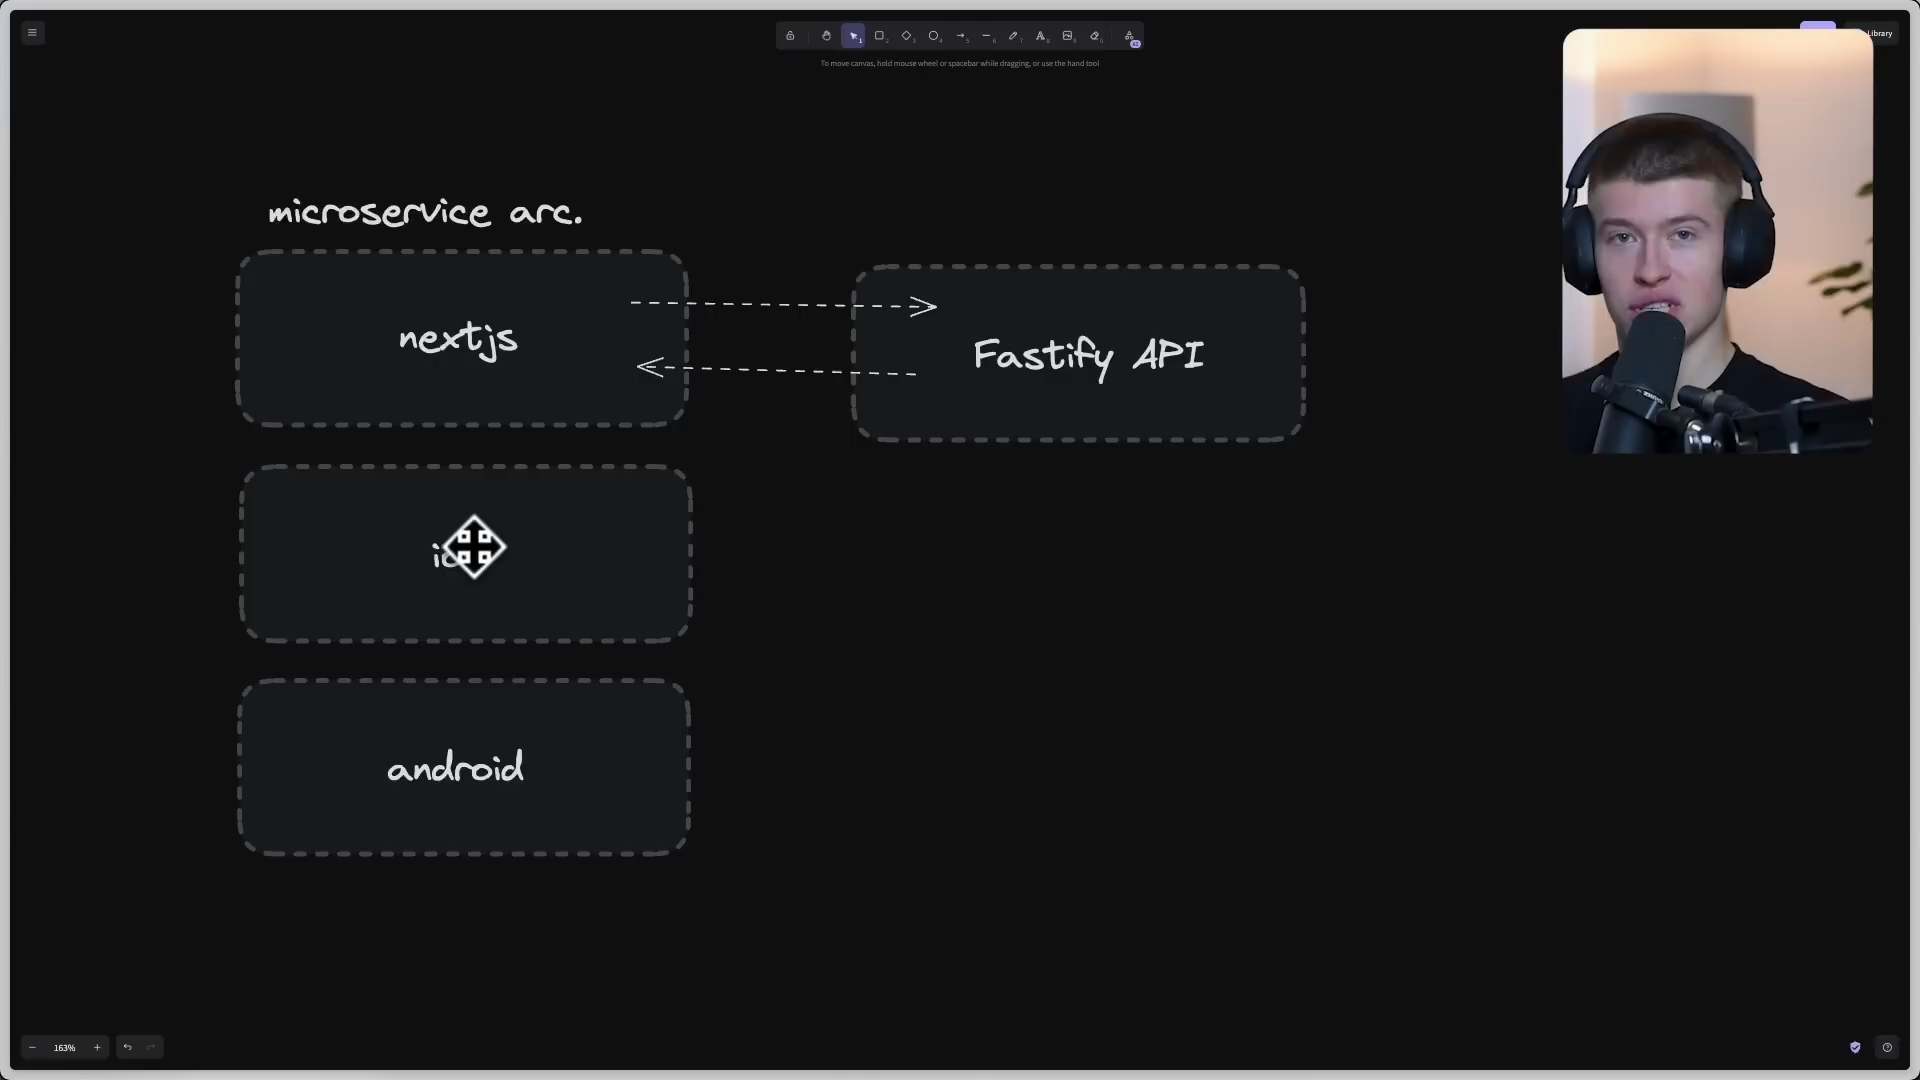 Library
To move canvas, hold mouse wheel or spacebar while dragging, or use the hand tool
microservice arc.
nextjs
Fastify API
android
163%